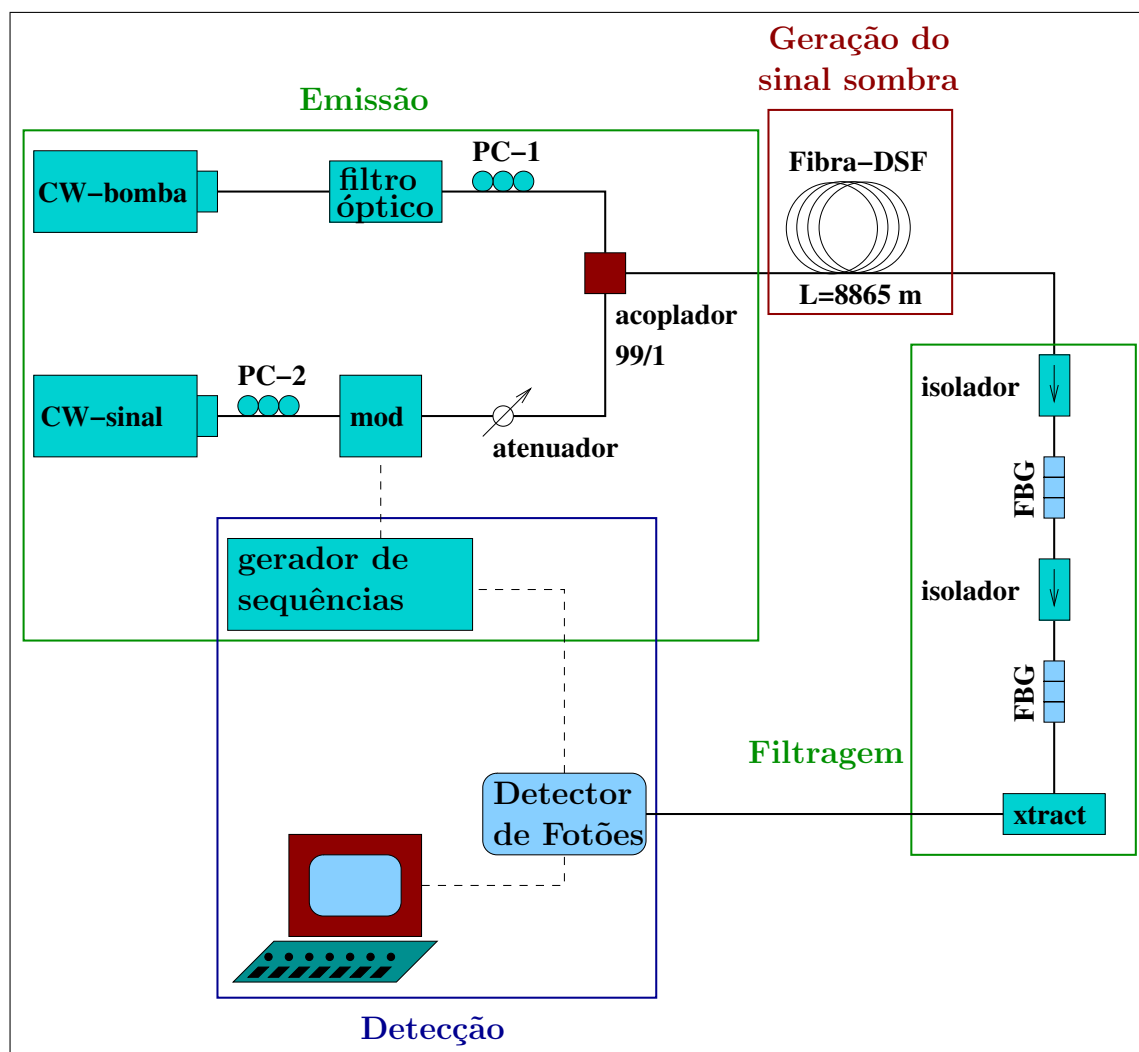 Geração do
sinal sombra
Emissão
CW−bomba
filtro
óptico
PC−1
Fibra−DSF
L=8865 m
acoplador
99/1
CW−sinal
PC−2
mod
atenuador
isolador
FBG
isolador
FBG
gerador de
sequências
Filtragem
xtract
Detector
de Fotões
Detecção